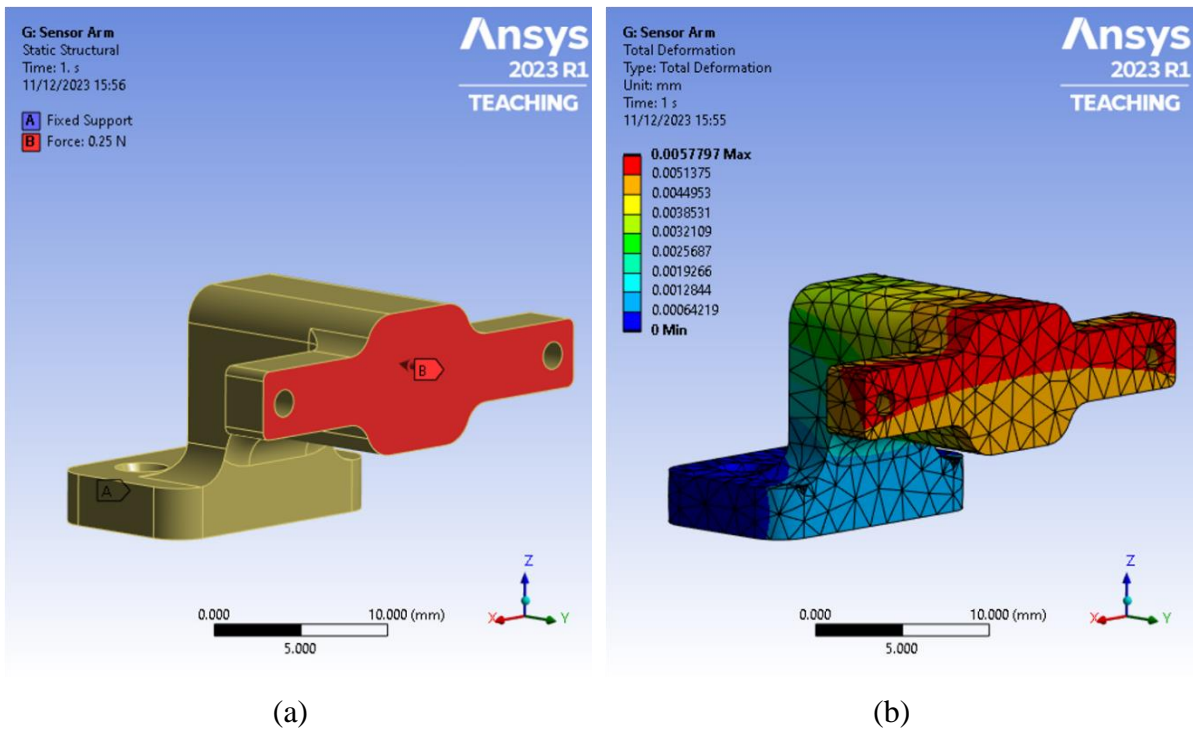 G: Sensor Arm
Static Structural
Time: 1. s
11/12/2023 15:56
A Fixed Support
B Force: 0.25 N
Ansys
2023 R1
TEACHING
B
A
Z
X
Y
0.000
10.000 (mm)
5.000
(a)
G: Sensor Arm
Total Deformation
Type: Total Deformation
Unit: mm
Time: 1 s
11/12/2023 15:55
Ansys
2023 R1
TEACHING
0.0057797 Max
0.0051375
0.0044953
0.0038531
0.0032109
0.0025687
0.0019266
0.0012844
0.00064219
0 Min
Z
X
Y
0.000
10.000 (mm)
5.000
(b)